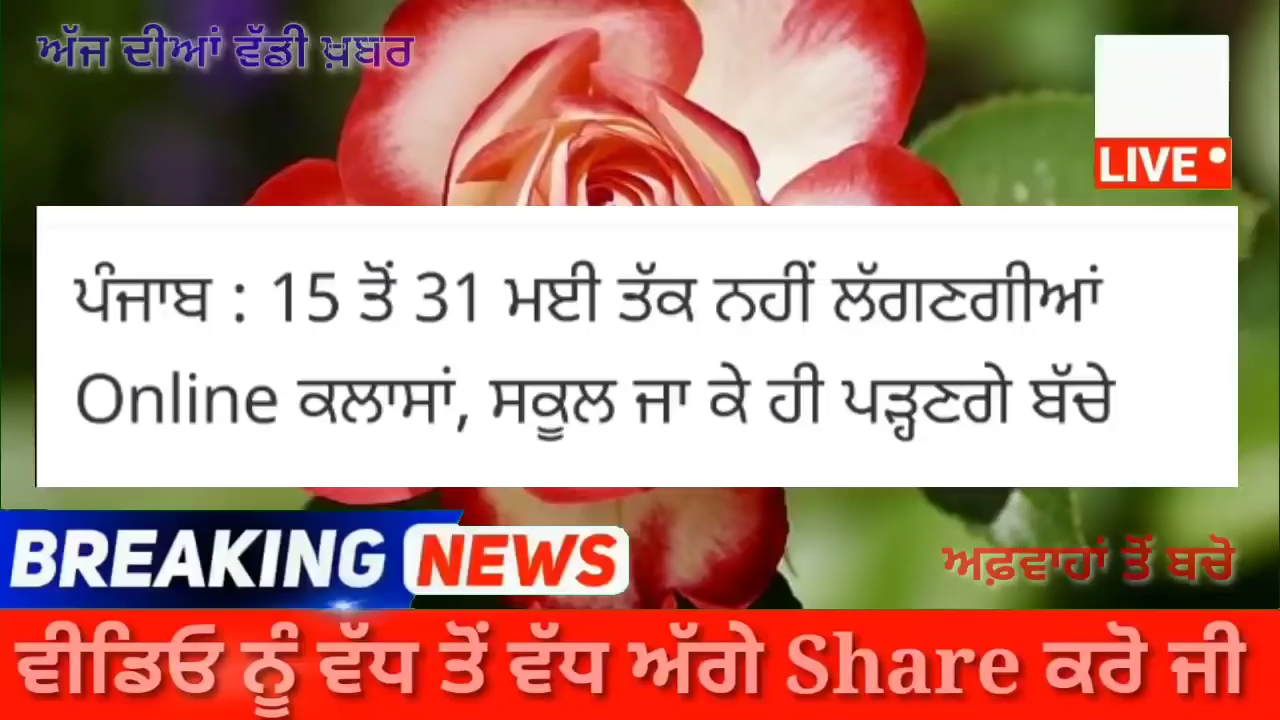 ਅੱਜ ਦੀਆਂ ਵੱਡੀ ਖ਼ਬਰ
LIVE
ਪੰਜਾਬ : 15 ਤੋਂ 31 ਮਈ ਤੱਕ ਨਹੀਂ ਲੱਗਣਗੀਆਂ
Online ਕਲਾਸਾਂ, ਸਕੂਲ ਜਾ ਕੇ ਹੀ ਪੜ੍ਹਣਗੇ ਬੱਚੇ
BREAKING NEWS
ਅਫ਼ਵਾਹਾਂ ਤੋਂ ਬਚੋ
ਵੀਡਿਓ ਨੂੰ ਵੱਧ ਤੋਂ ਵੱਧ ਅੱਗੇ Share ਕਰੋ ਜੀ